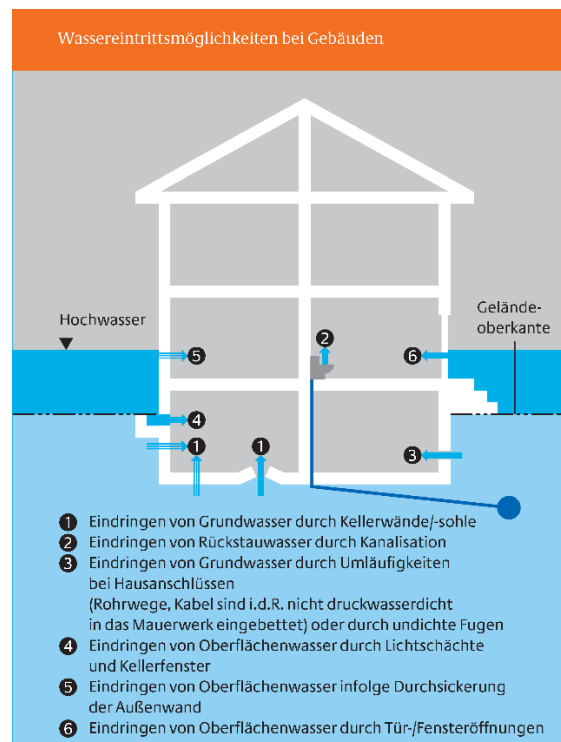 Wassereintrittsmöglichkeiten bei Gebäuden
Hochwasser
Gelände-
oberkante
2
5
6
4
1
1
3
1 Eindringen von Grundwasser durch Kellerwände/-sohle
2 Eindringen von Rückstauwasser durch Kanalisation
3 Eindringen von Grundwasser durch Umläufigkeiten
bei Hausanschlüssen
(Rohrwege, Kabel sind i.d.R. nicht druckwasserdicht
in das Mauerwerk eingebettet) oder durch undichte Fugen
4 Eindringen von Oberflächenwasser durch Lichtschächte
und Kellerfenster
5 Eindringen von Oberflächenwasser infolge Durchsickerung
der Außenwand
6 Eindringen von Oberflächenwasser durch Tür-/Fensteröffnungen